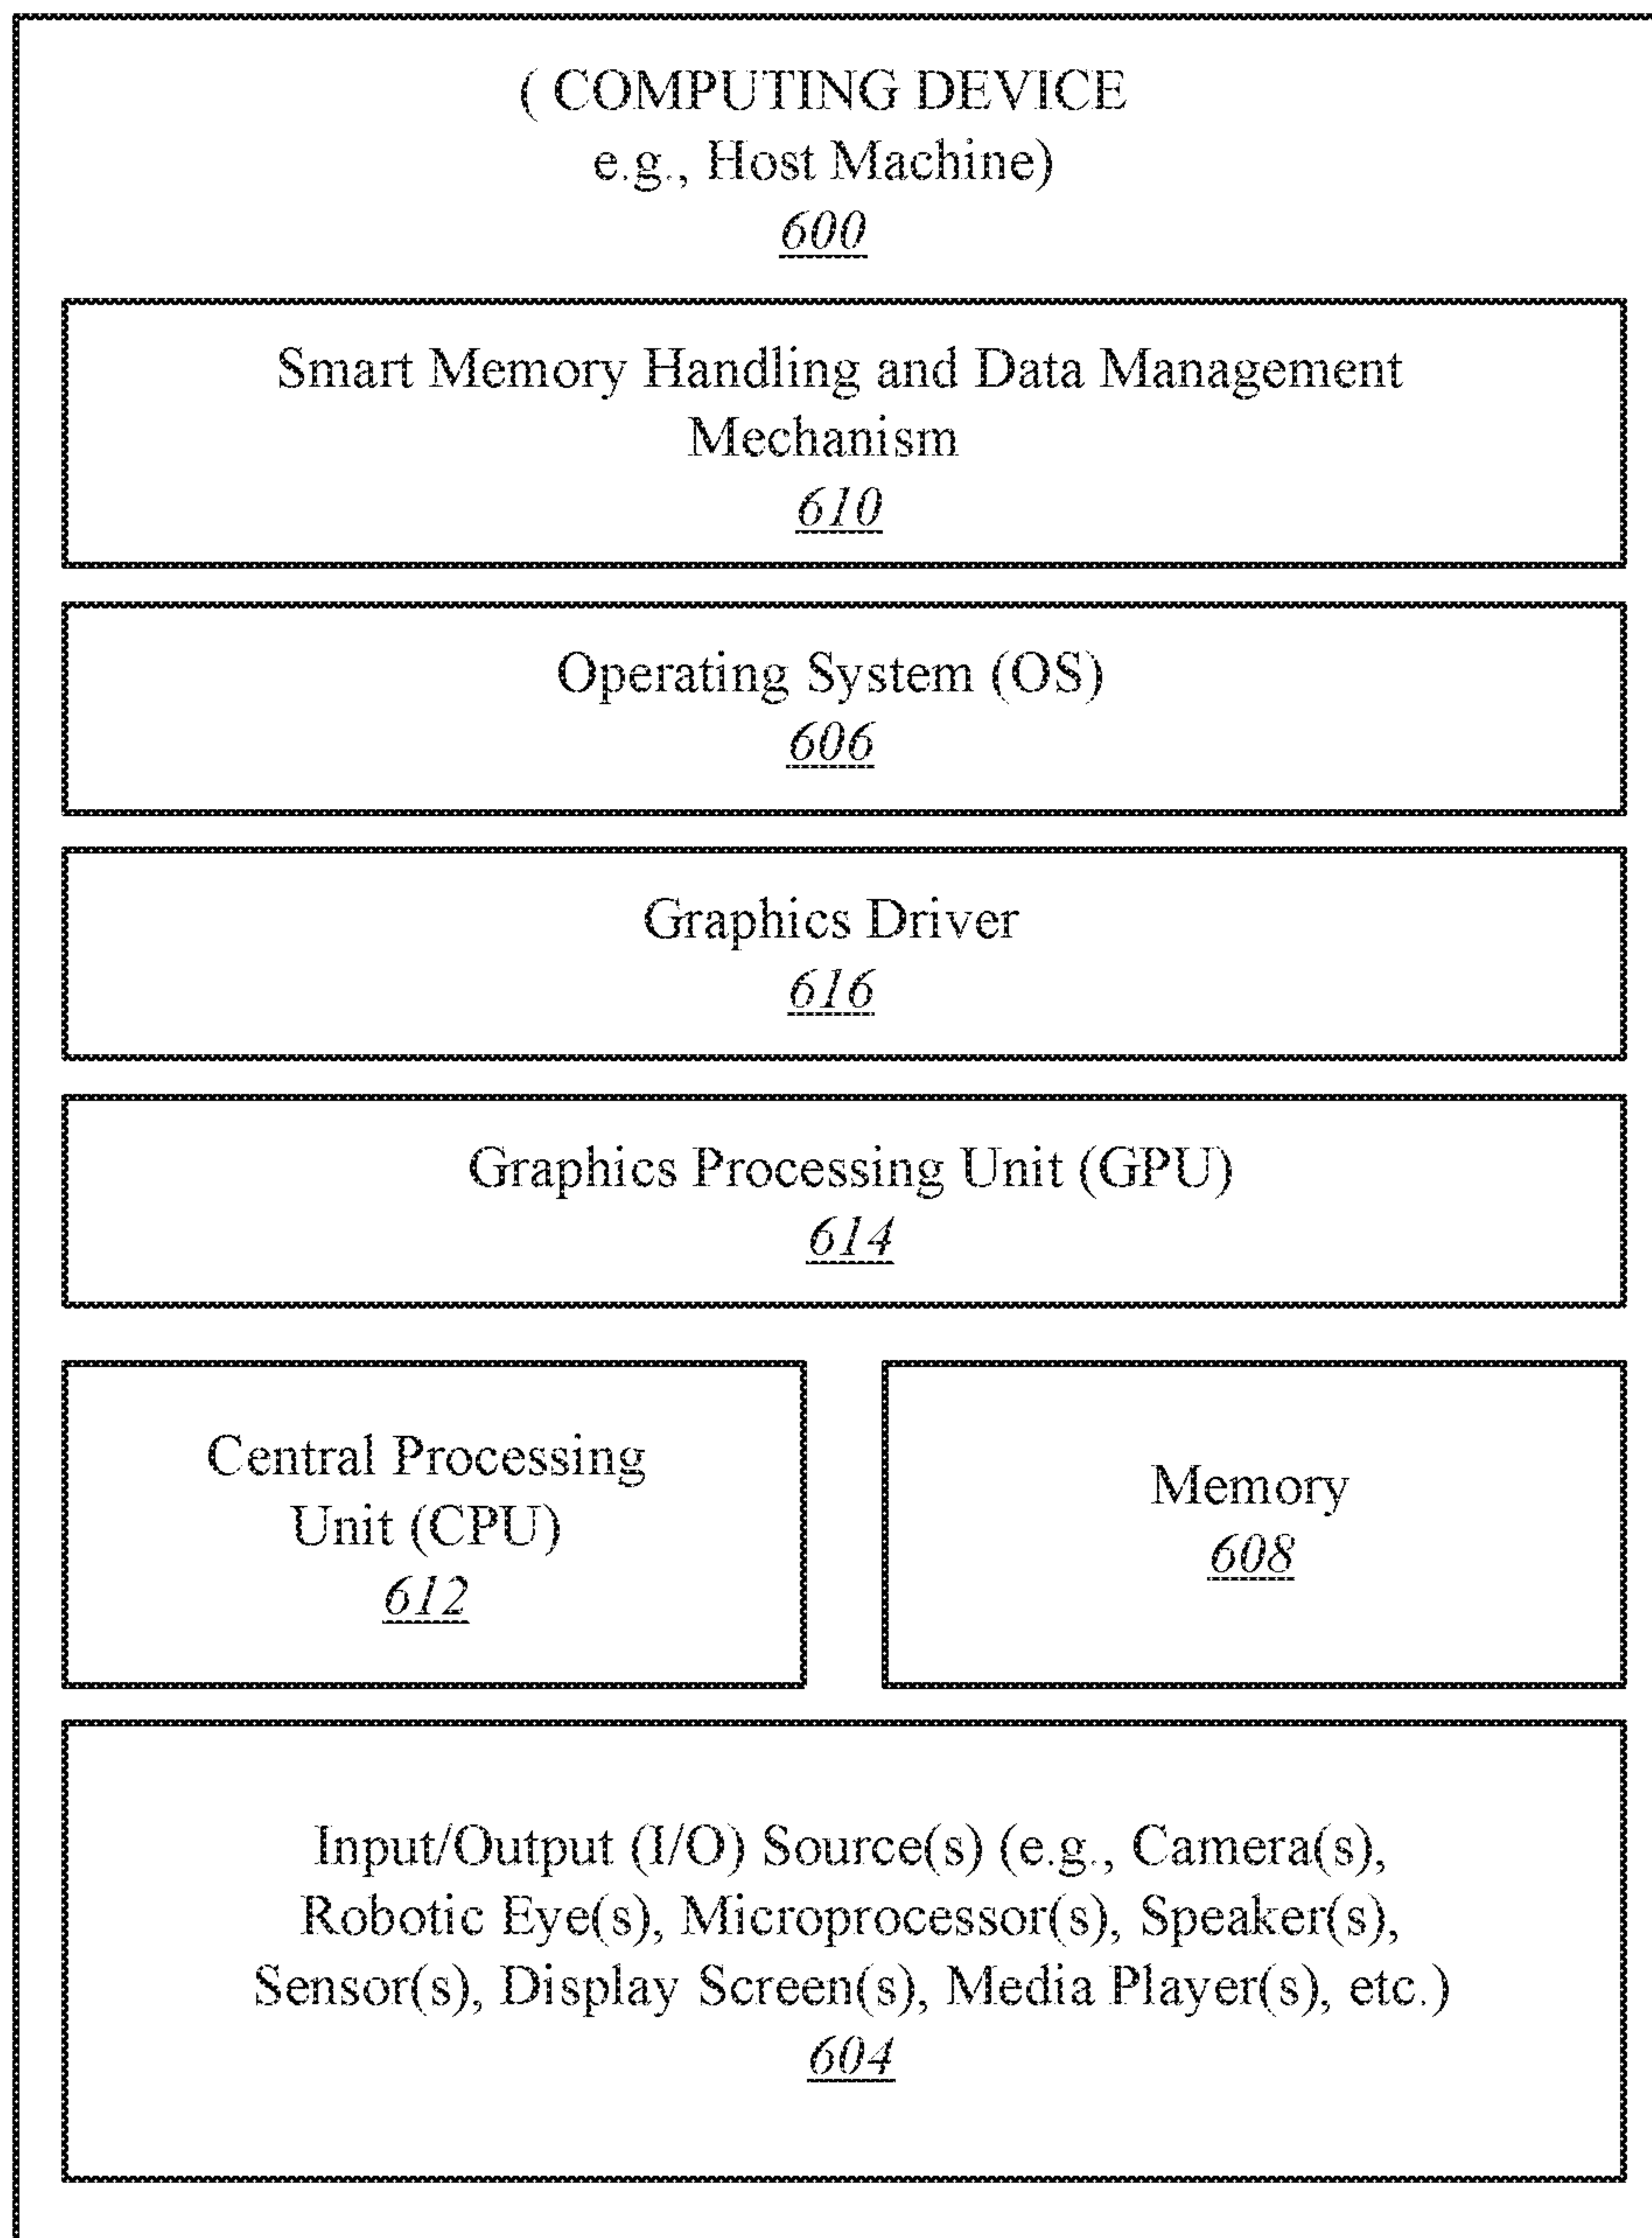 ( COMPUTING DEVICE
e.g., Host Machine)
600
Smart Memory Handling and Data Management
Mechanism
610
Operating System (OS)
606
Graphics Driver
616
Graphics Processing Unit (GPU)
614
Central Processing
Unit (CPU)
612
Memory
608
Input/Output (I/O) Source(s) (e.g., Camera(s),
Robotic Eye(s), Microprocessor(s), Speaker(s),
Sensor(s), Display Screen(s), Media Player(s), etc.)
604